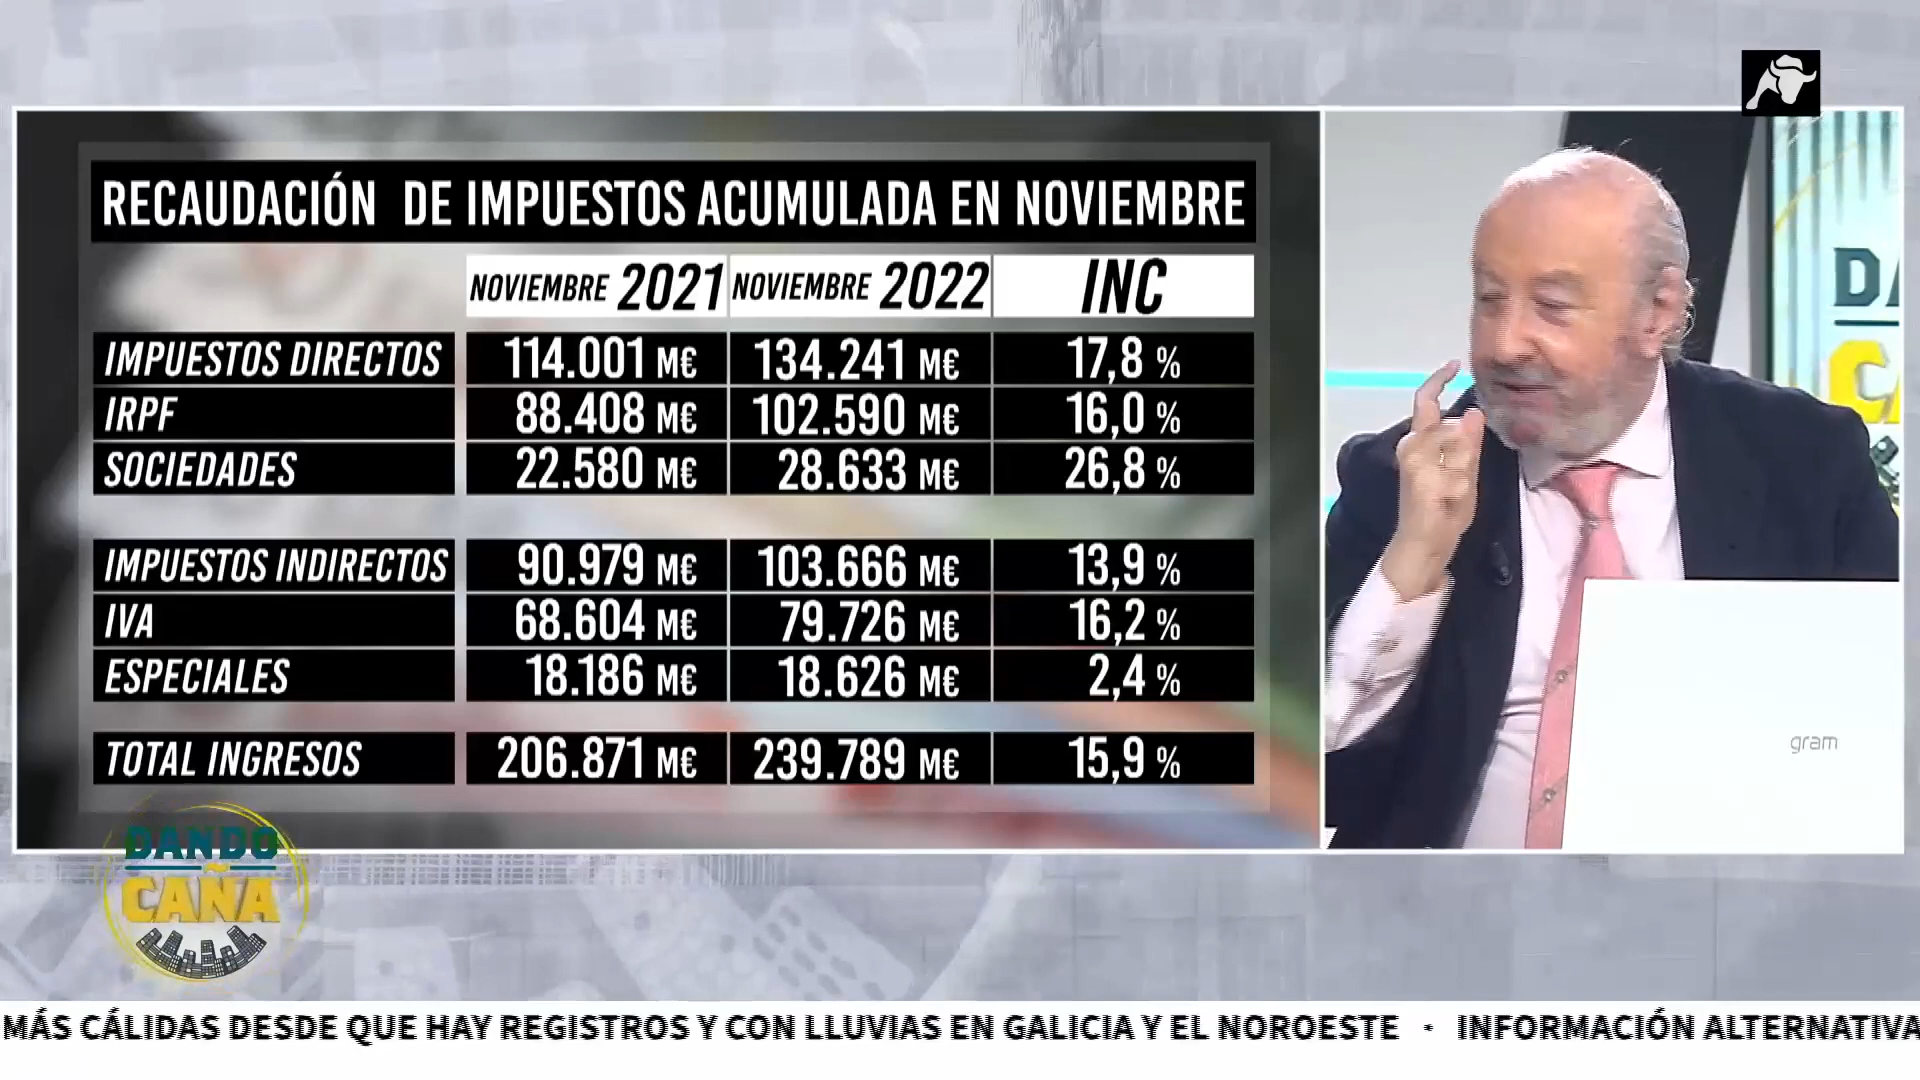 RECAUDACIÓN DE IMPUESTOS ACUMULADA EN NOVIEMBRE
NOVIEMBRE 2021 NOVIEMBRE 2022 INC
IMPUESTOS DIRECTOS 114.001 M€ 134.241 M€ 17,8 %
IRPF 88.408 M€ 102.590 M€ 16,0 %
SOCIEDADES 22.580 M€ 28.633 M€ 26,8 %
IMPUESTOS INDIRECTOS 90.979 M€ 103.666 M€ 13,9 %
IVA 68.604 M€ 79.726 M€ 16,2 %
ESPECIALES 18.186 M€ 18.626 M€ 2,4 %
TOTAL INGRESOS 206.871 M€ 239.789 M€ 15,9 %
DA
CA
gram
DANDO
CAÑA
MÁS CÁLIDAS DESDE QUE HAY REGISTROS Y CON LLUVIAS EN GALICIA Y EL NOROESTE · INFORMACIÓN ALTERNATIVA